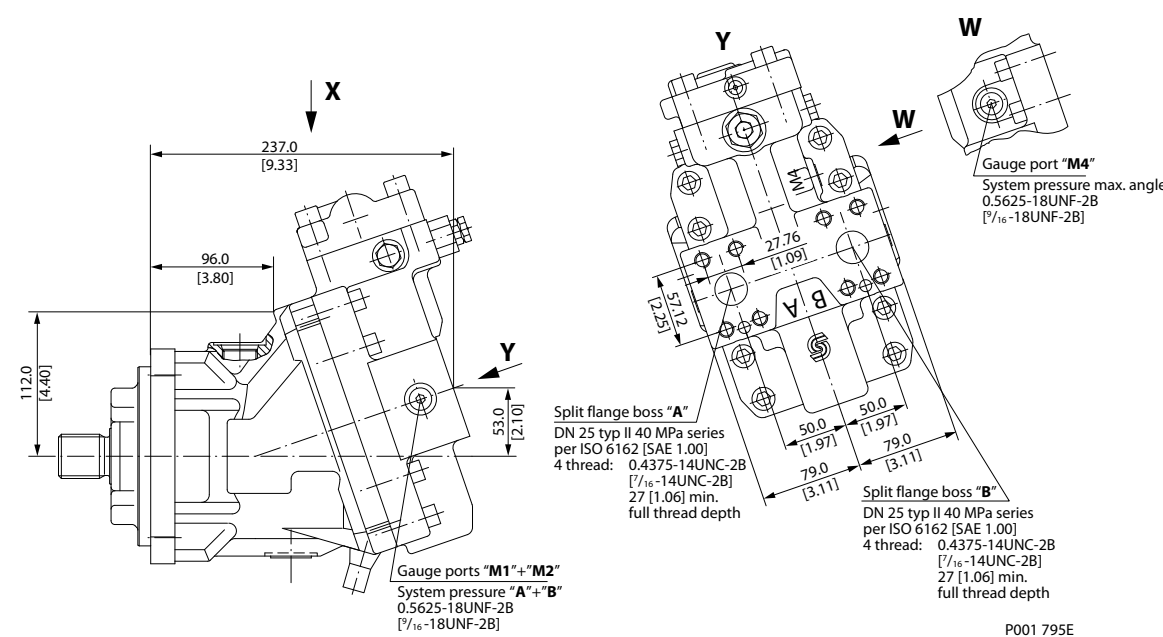 X
237.0
[9.33]
96.0
[3.80]
112.0
[4.40]
Y
53.0
[2.10]
Gauge ports "M1"+"M2"
System pressure "A"+"B"
0.5625-18UNF-2B
[9/16 -18UNF-2B]
Y
W
W
Gauge port "M4"
System pressure max. angle
0.5625-18UNF-2B
[9/16 -18UNF-2B]
M4
27.76
[1.09]
57.12
[2.25]
B A
Split flange boss "A"
DN 25 typ II 40 MPa series
per ISO 6162 [SAE 1.00]
4 thread: 0.4375-14UNC-2B
[7/16 -14UNC-2B]
27 [1.06] min.
full thread depth
50.0
[1.97]
50.0
[1.97]
79.0
[3.11]
79.0
[3.11]
Split flange boss "B"
DN 25 typ II 40 MPa series
per ISO 6162 [SAE 1.00]
4 thread: 0.4375-14UNC-2B
[7/16 -14UNC-2B]
27 [1.06] min.
full thread depth
P001 795E